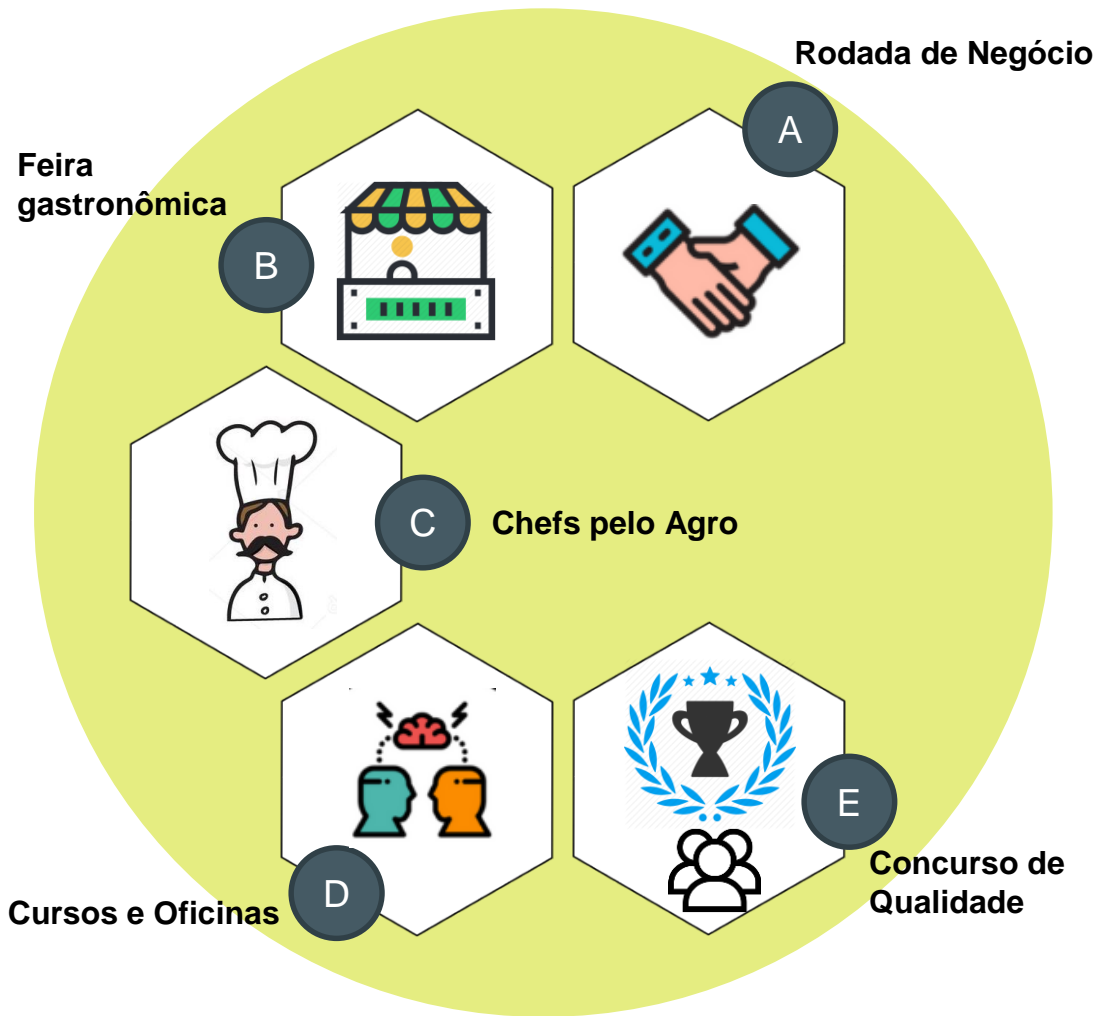 Rodada de Negócio
A
Feira
gastronômica
B
C
Chefs pelo Agro
D
Cursos e Oficinas
E
Concurso de
Qualidade